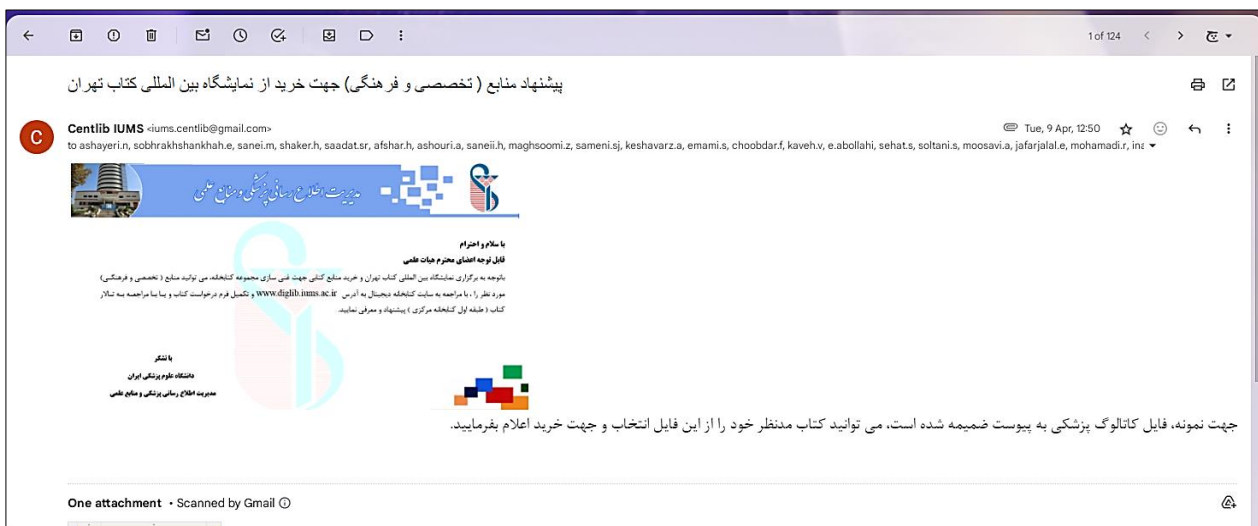 1 of 124
پیشنهاد منابع ( تخصصی و فرهنگی) جهت خرید از نمایشگاه بین المللی کتاب تهران
C
Centlib IUMS <iums.centlib@gmail.com>
Tue, 9 Apr, 12:50
to ashayeri.n, sobhrakhshankhah.e, sanei.m, shaker.h, saadat.sr, afshar.h, ashouri.a, saneii.h, maghsoomi.z, sameni.sj, keshavarz.a, emami.s, choobdar.f, kaveh.v, e.abollahi, sehat.s, soltani.s, moosavi.a, jafarjalal.e, mohamadi.r, ina
مدیریت اطلاع رسانی پزشکی و منابع علمی
با سلام و احترام
قابل توجه اعضای محترم هیات علمی
باتوجه به برگزاری نمایشگاه بین المللی کتاب تهران و خرید منابع کتابی جهت غنی سازی مجموعه کتابخانه، می توانید منابع ( تخصصی و فرهنگی)
مورد نظر را ، با مراجعه به سایت کتابخانه دیجیتال به آدرس www.diglib.iums.ac.ir و تکمیل فرم درخواست کتاب و یا با مراجعه به تالار
کتاب ( طبقه اول کتابخانه مرکزی ) پیشنهاد و معرفی نمایید.
با تشکر
دانشگاه علوم پزشکی ایران
مدیریت اطلاع رسانی پزشکی و منابع علمی
جهت نمونه، فایل کاتالوگ پزشکی به پیوست ضمیمه شده است، می توانید کتاب مدنظر خود را از این فایل انتخاب و جهت خرید اعلام بفرمایید.
One attachment • Scanned by Gmail